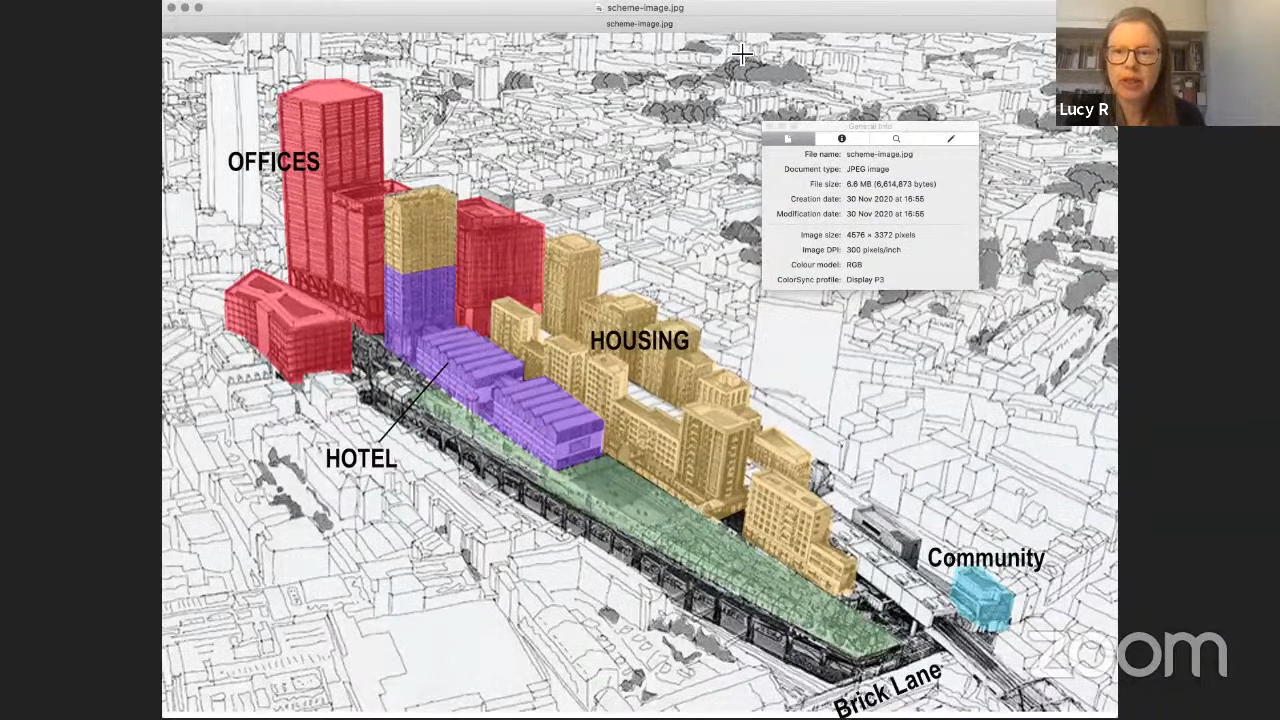 scheme-image.jpg
scheme-image.jpg
Lucy R
OFFICES
General Info
File name: scheme-image.jpg
Document type: JPEG image
File size: 6.6 MB (6,614,873 bytes)
Creation date: 30 Nov 2020 at 16:55
Modification date: 30 Nov 2020 at 16:55
Image size: 4576 × 3372 pixels
Image DPI: 300 pixels/inch
Colour model: RGB
ColorSync profile: Display P3
HOUSING
HOTEL
Community
zoom
Brick Lane